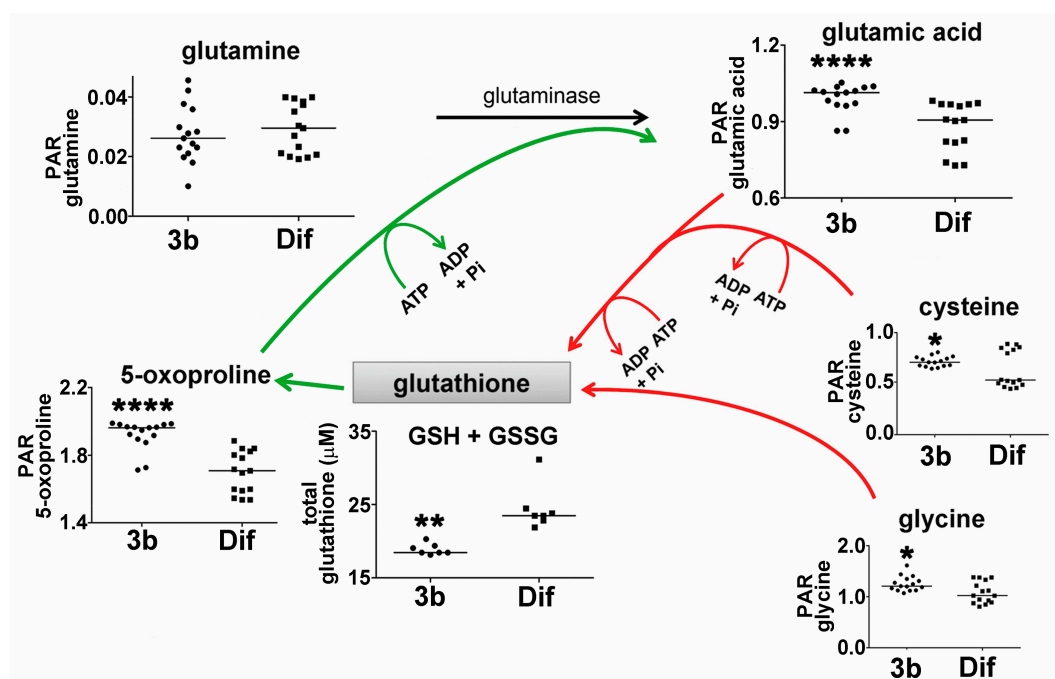 glutamine
0.04
0.02
0.00
PAR
glutamine
3b
Dif
glutaminase
glutamic acid
1.2
0.9
0.6
PAR
glutamic acid
****
3b
Dif
ATP
ADP
+ Pi
ADP
+ Pi
ATP
ADP
+ Pi
ATP
cysteine
1.0
0.5
0.0
PAR
cysteine
*
3b
Dif
5-oxoproline
2.2
1.8
1.4
PAR
5-oxoproline
****
3b
Dif
glutathione
GSH + GSSG
35
25
15
total
glutathione (μM)
**
3b
Dif
glycine
2.0
1.0
0.0
PAR
glycine
*
3b
Dif